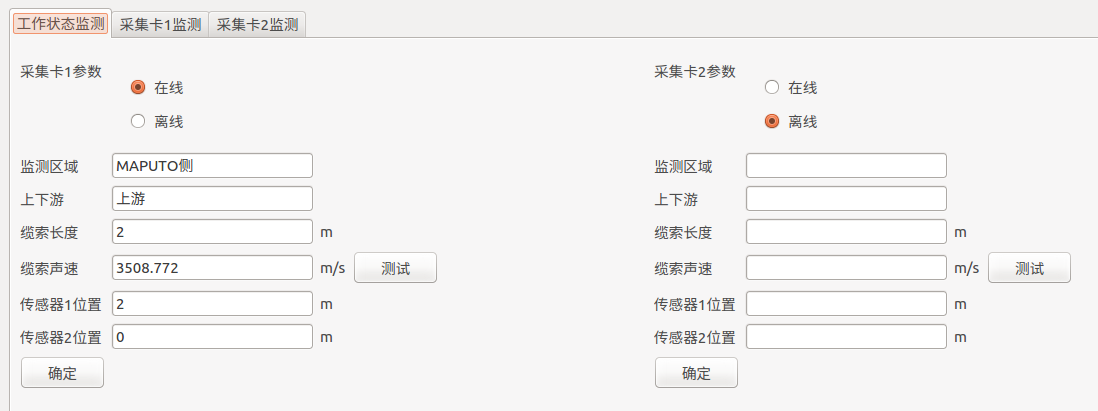 工作状态监测 采集卡1监测 采集卡2监测
采集卡1参数
在线
离线
监测区域 MAPUTO侧
上下游 上游
缆索长度 2 m
缆索声速 3508.772 m/s 测试
传感器1位置 2 m
传感器2位置 0 m
确定
采集卡2参数
在线
离线
监测区域
上下游
缆索长度 m
缆索声速 m/s 测试
传感器1位置 m
传感器2位置 m
确定